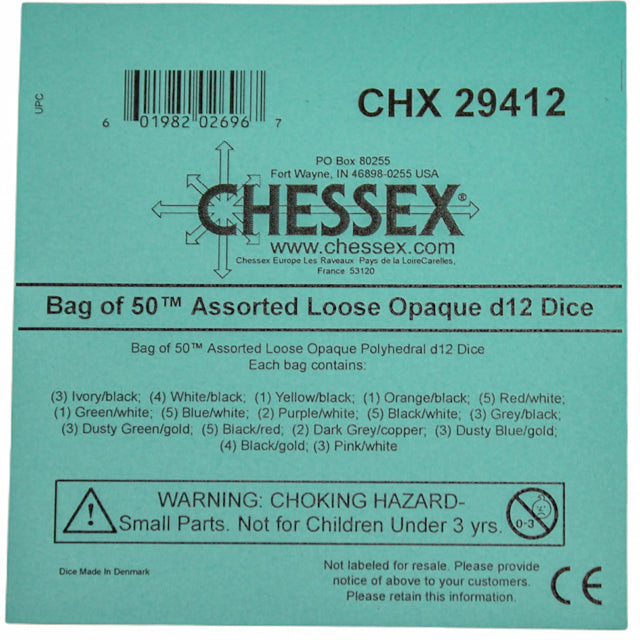 UPC
CHX 29412
6 01982 02696 7
PO Box 80255
Fort Wayne, IN 46898-0255 USA
CHESSEX®
www.chessex.com
Chessex Europe Les Raveaux Pays de la LoireCarelles,
France 53120
Bag of 50™ Assorted Loose Opaque d12 Dice
Bag of 50™ Assorted Loose Opaque Polyhedral d12 Dice
Each bag contains:
(3) Ivory/black; (4) White/black; (1) Yellow/black; (1) Orange/black; (5) Red/white;
(1) Green/white; (5) Blue/white; (2) Purple/white; (5) Black/white; (3) Grey/black;
(3) Dusty Green/gold; (5) Black/red; (2) Dark Grey/copper; (3) Dusty Blue/gold;
(4) Black/gold; (3) Pink/white
WARNING: CHOKING HAZARD-
Small Parts. Not for Children Under 3 yrs.
0-3
Dice Made In Denmark
Not labeled for resale. Please provide
notice of above to your customers.
Please retain this information.
CE